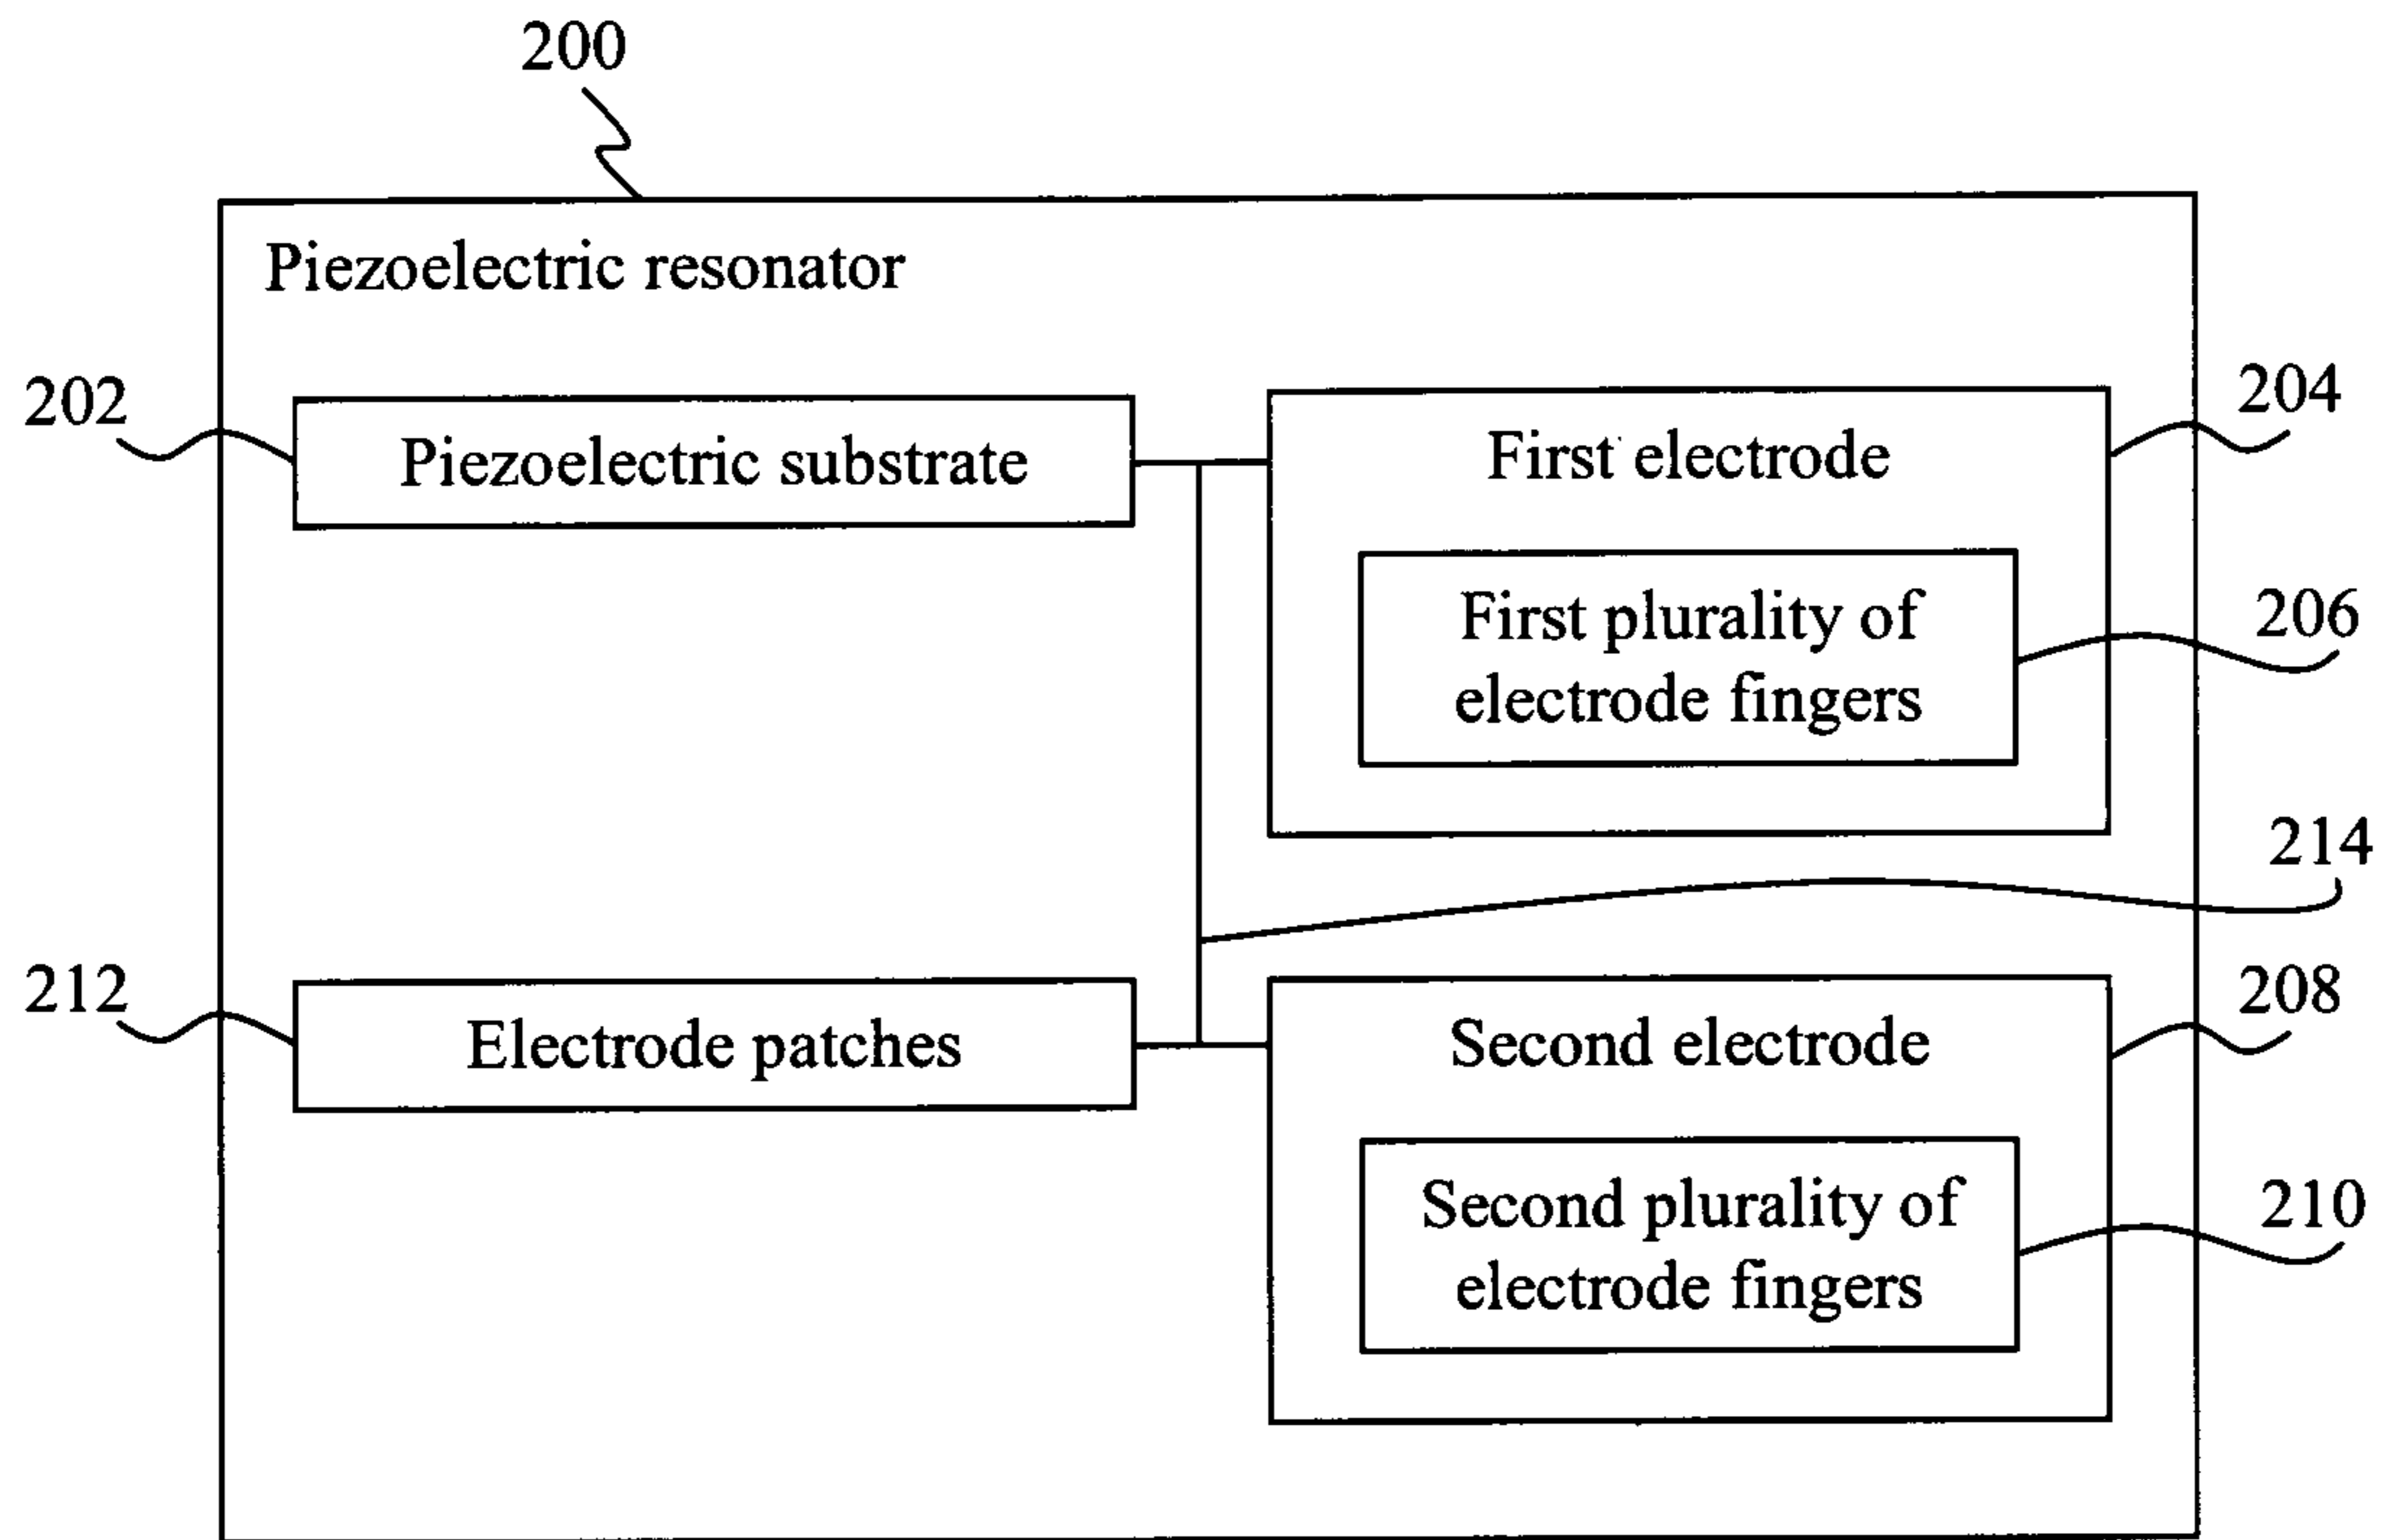 200
Piezoelectric resonator
202
Piezoelectric substrate
First electrode
204
First plurality of
electrode fingers
206
214
212
Electrode patches
Second electrode
208
Second plurality of
electrode fingers
210